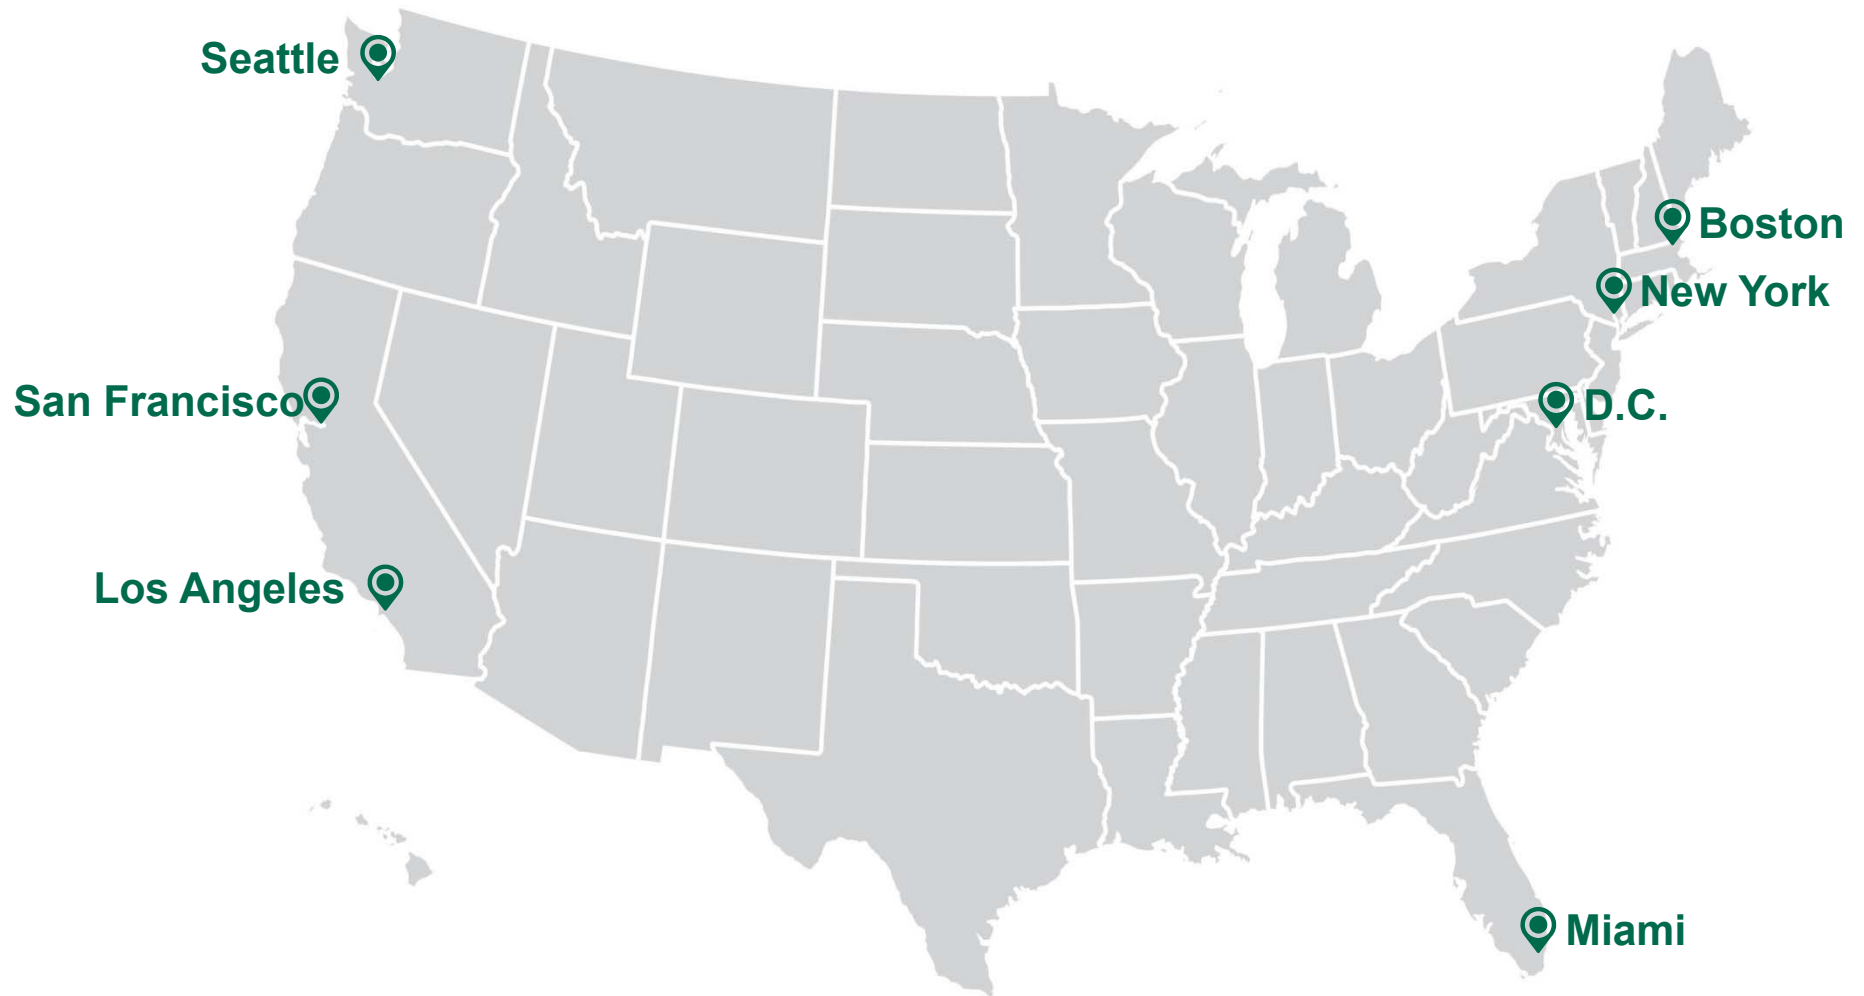 Seattle
Boston
New York
San Francisco
D.C.
Los Angeles
Miami